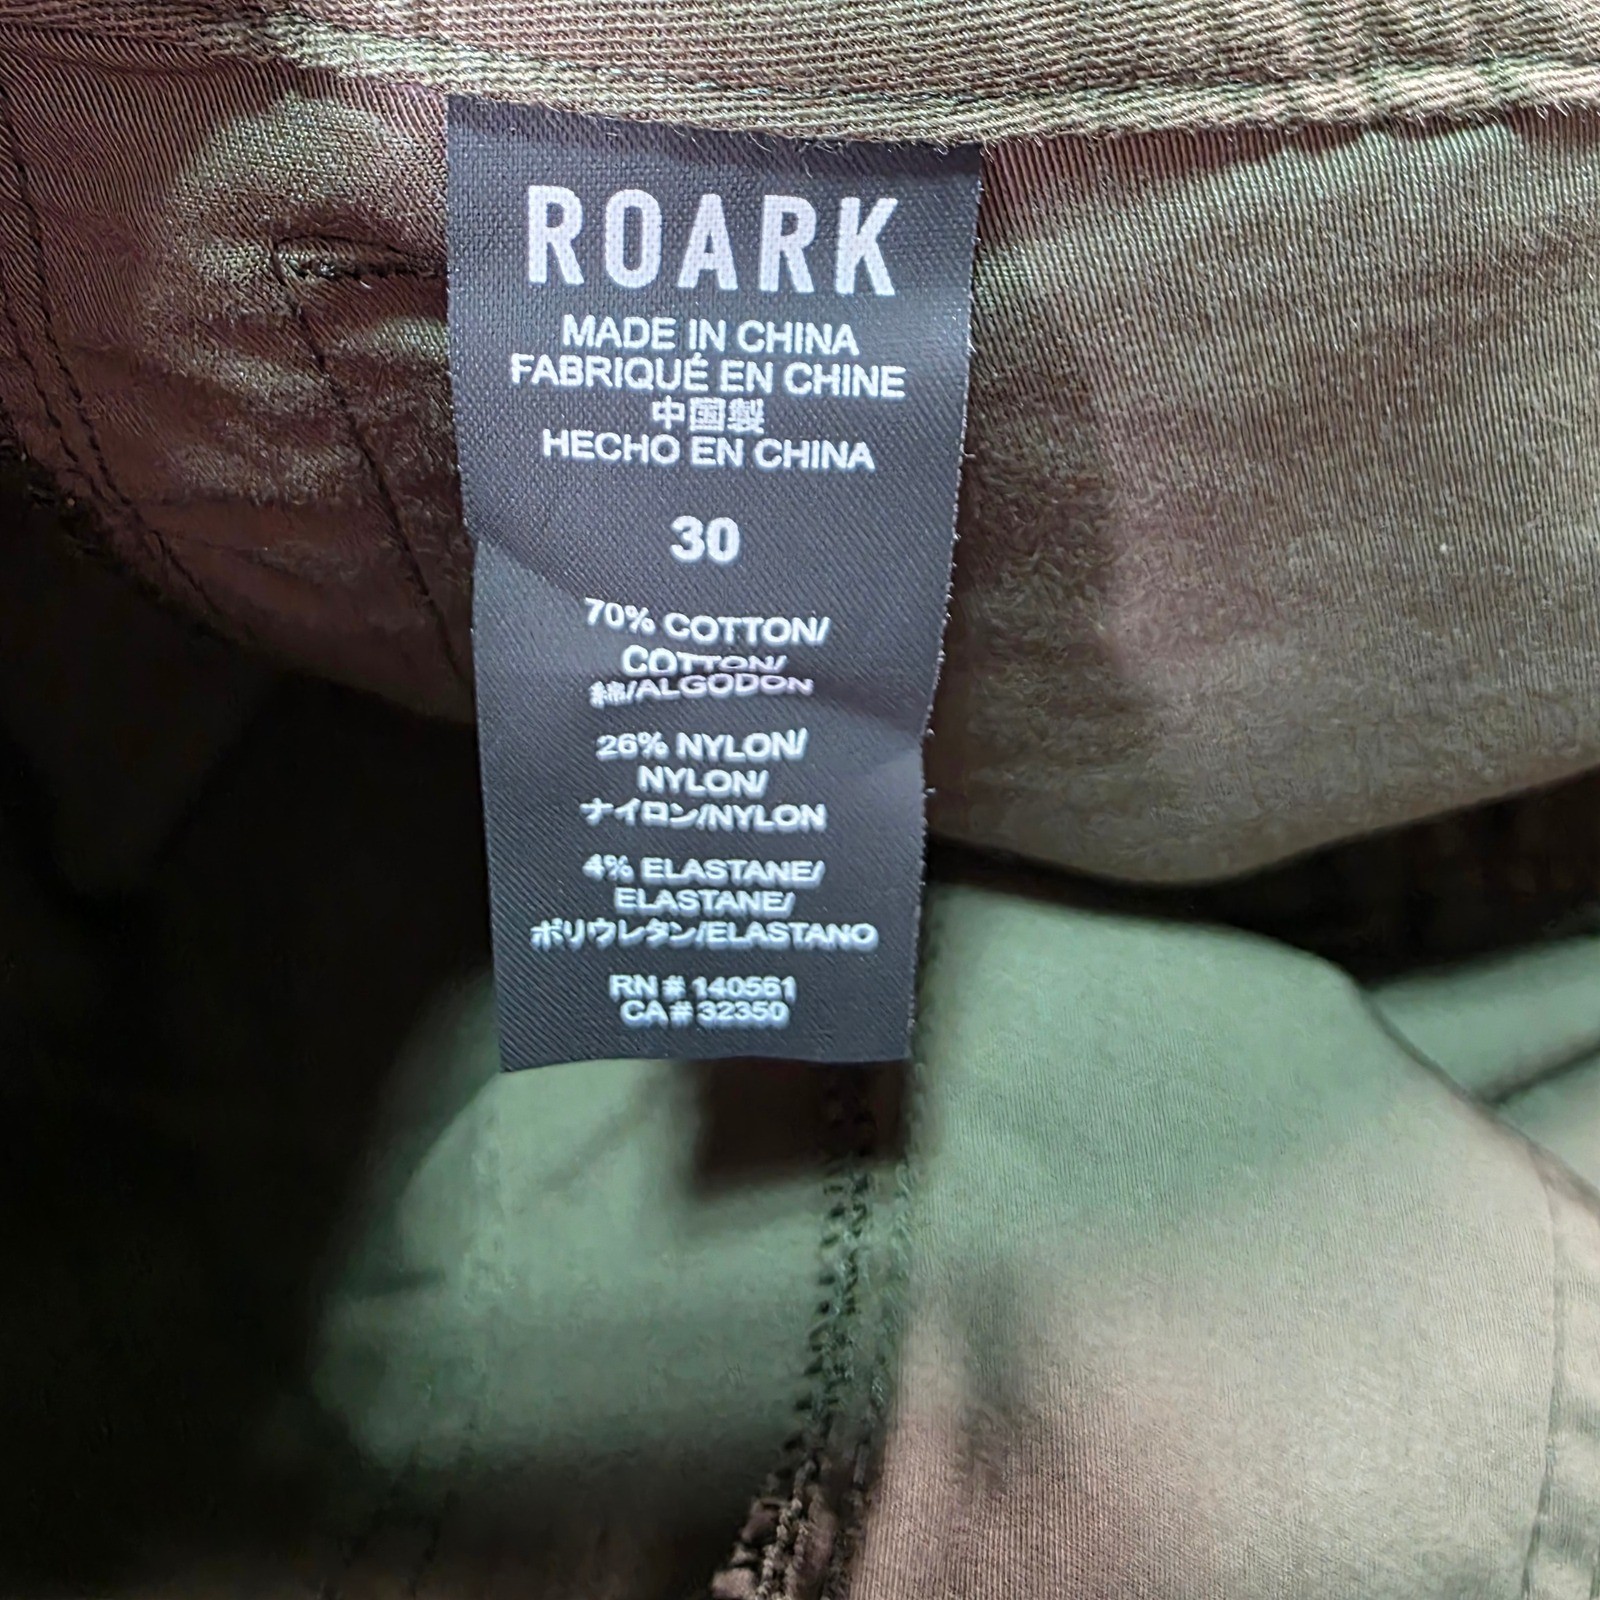 ROARK
MADE IN CHINA
FABRIQUÉ EN CHINE
中国製
HECHO EN CHINA
30
70% COTTON/
COTTON/
綿/ALGODON
26% NYLON/
NYLON/
ナイロン/NYLON
4% ELASTANE/
ELASTANE/
ポリウレタン/ELASTANO
RN # 140561
CA # 32350